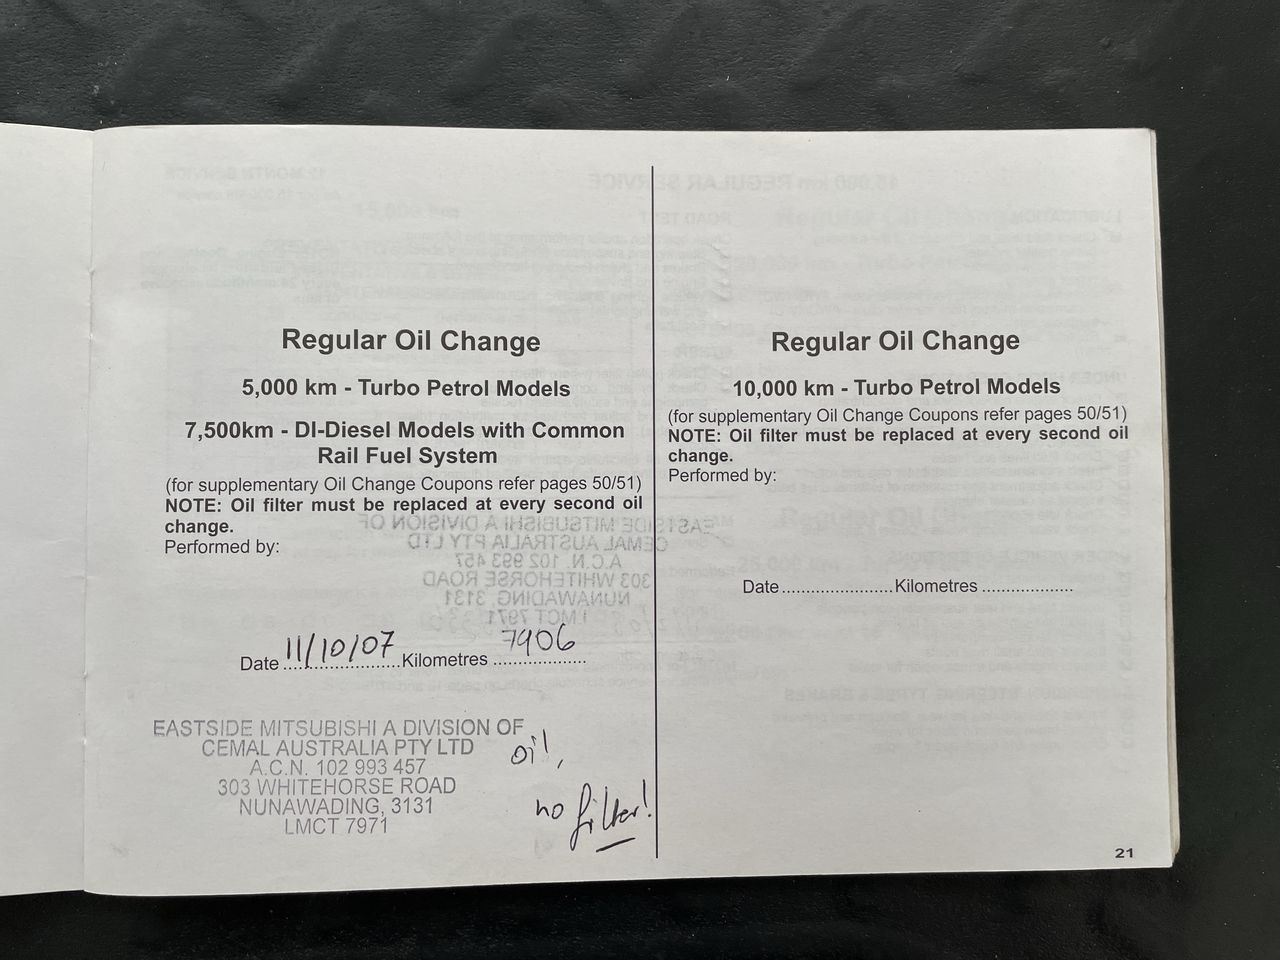 Regular Oil Change
5,000 km - Turbo Petrol Models
7,500km - DI-Diesel Models with Common
Rail Fuel System
(for supplementary Oil Change Coupons refer pages 50/51)
NOTE: Oil filter must be replaced at every second oil
change.
Performed by:
Date 11/10/07 Kilometres 7906
EASTSIDE MITSUBISHI A DIVISION OF
CEMAL AUSTRALIA PTY LTD
A.C.N. 102 993 457
303 WHITEHORSE ROAD
NUNAWADING, 3131
LMCT 7971
oil,
no filter!
Regular Oil Change
10,000 km - Turbo Petrol Models
(for supplementary Oil Change Coupons refer pages 50/51)
NOTE: Oil filter must be replaced at every second oil
change.
Performed by:
Date......................Kilometres ..................
21